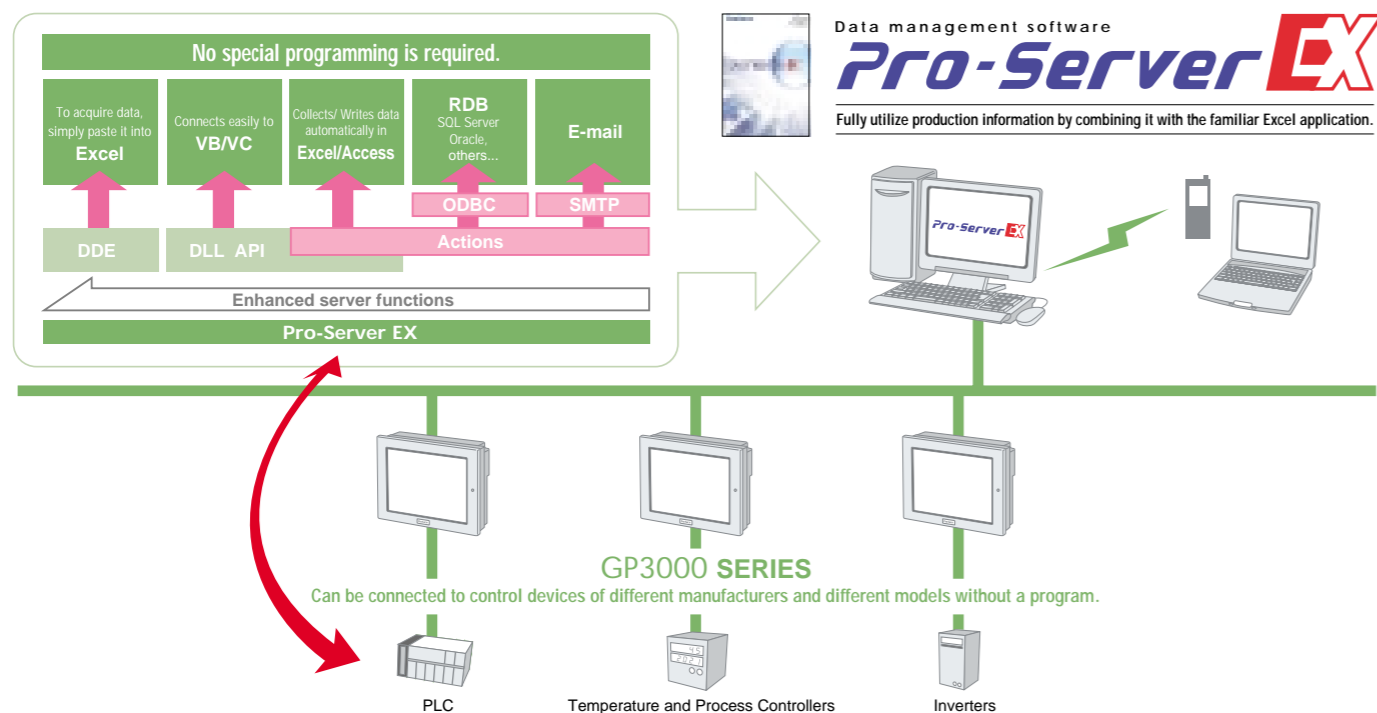 No special programming is required.
To acquire data,
simply paste it into
Excel
Connects easily to
VB/VC
Collects/ Writes data
automatically in
Excel/Access
RDB
SQL Server
Oracle,
others...
E-mail
ODBC
SMTP
DDE
DLL API
Actions
Enhanced server functions
Pro-Server EX
Data management software
Pro-Server EX
Fully utilize production information by combining it with the familiar Excel application.
Pro-Server EX
GP3000 SERIES
Can be connected to control devices of different manufacturers and different models without a program.
PLC
Temperature and Process Controllers
Inverters